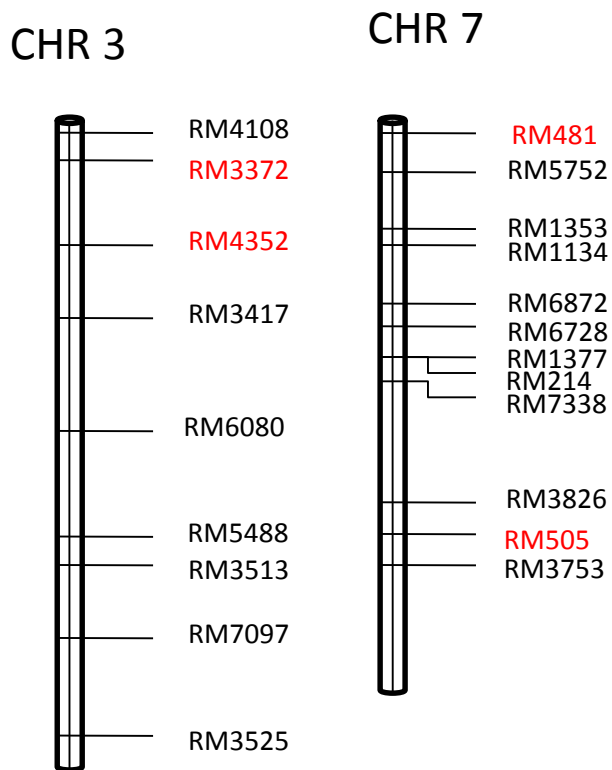 CHR 3
RM4108
RM3372
RM4352
RM3417
RM6080
RM5488
RM3513
RM7097
RM3525
CHR 7
RM481
RM5752
RM1353
RM1134
RM6872
RM6728
RM1377
RM214
RM7338
RM3826
RM505
RM3753